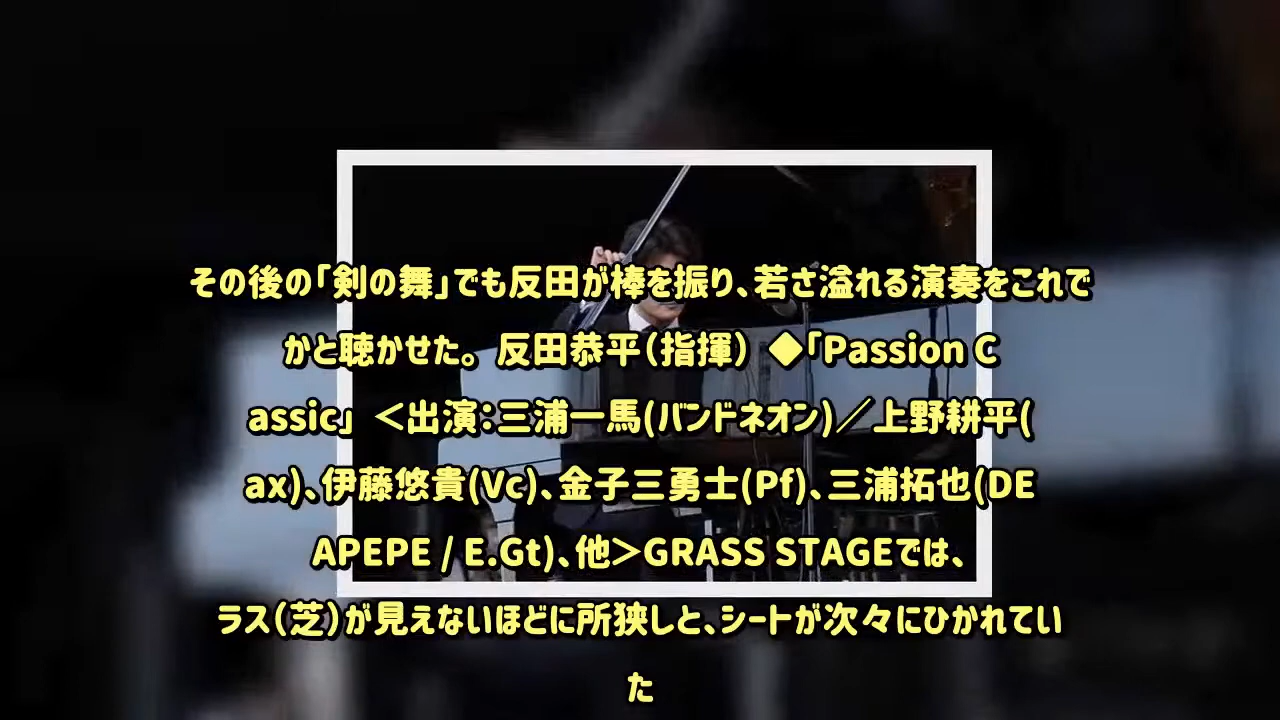 その後の「剣の舞」でも反田が棒を振り、若さ溢れる演奏をこれで
かと聴かせた。 反田恭平（指揮） ◆「Passion C
assic」 ＜出演：三浦一馬(バンドネオン)／上野耕平(
ax)、伊藤悠貴(Vc)、金子三勇士(Pf)、三浦拓也(DE
APEPE / E.Gt)、他＞GRASS STAGEでは、
ラス（芝）が見えないほどに所狭しと、シートが次々にひかれてい
た